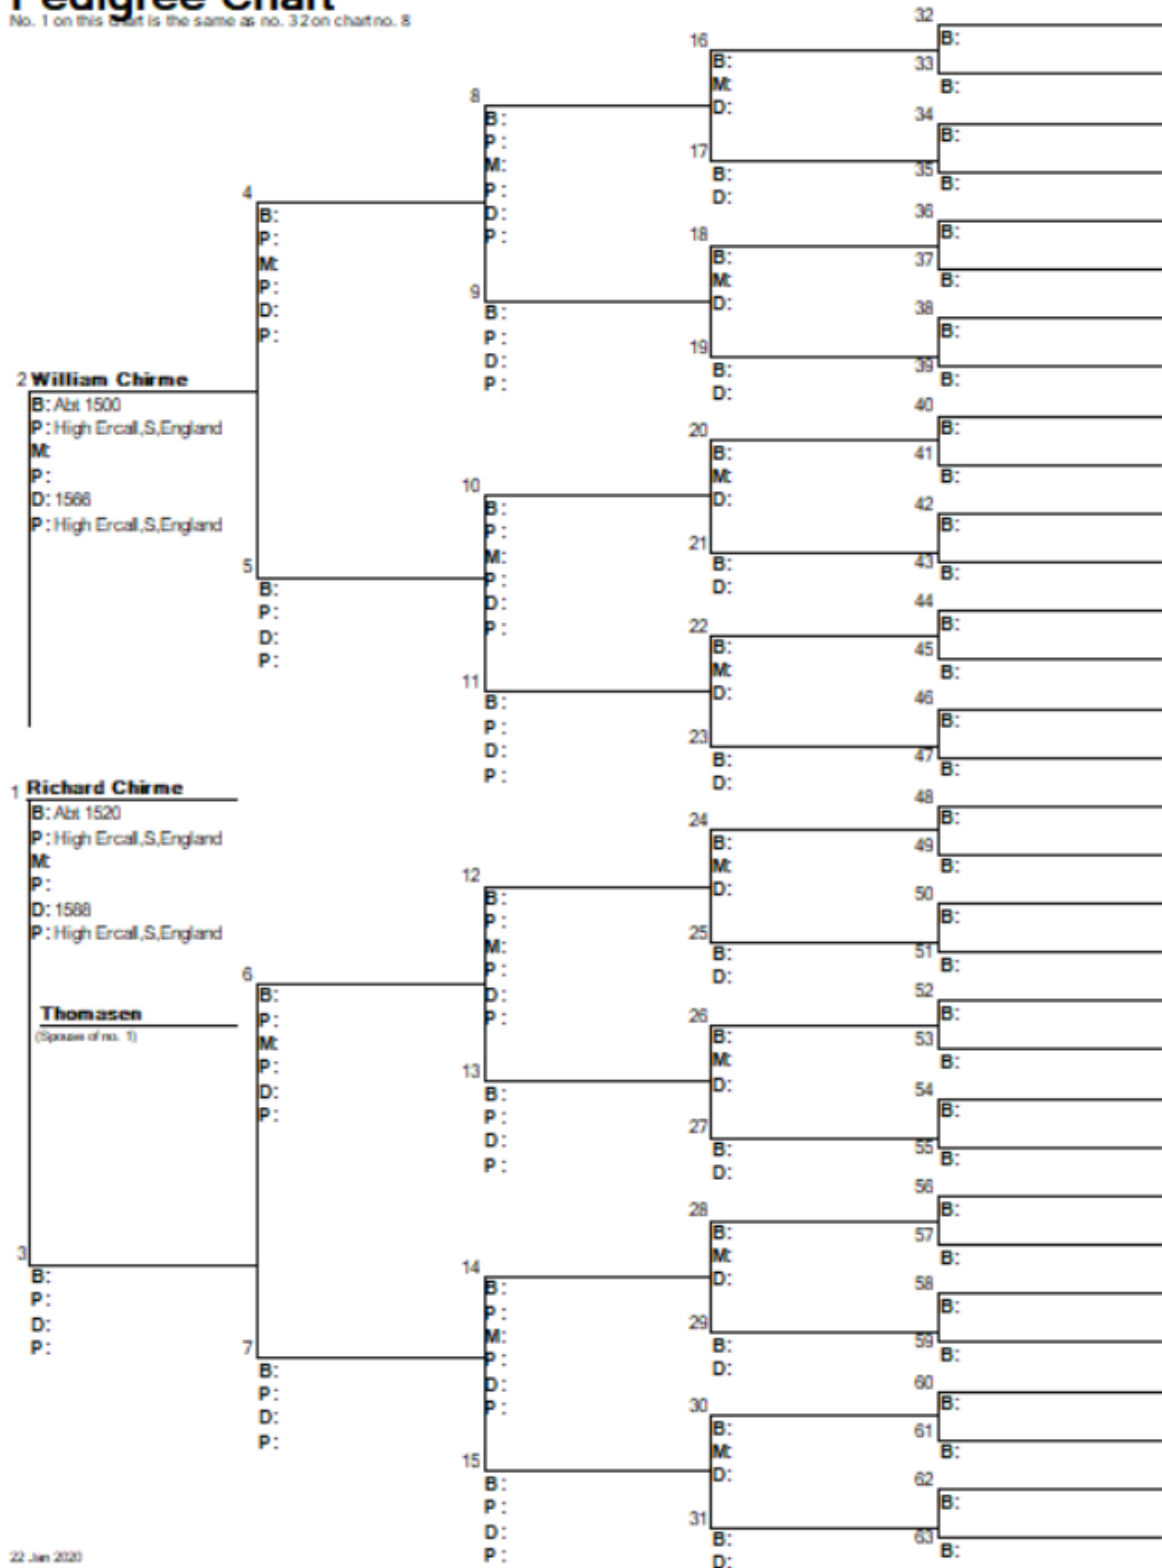 Pedigree Chart
No. 1 on this chart is the same as no. 32 on chart no. 8
2 William Chirme
B: Abt 1500
P: High Ercall,S,England
M:
P:
D: 1566
P: High Ercall,S,England
1 Richard Chirme
B: Abt 1520
P: High Ercall,S,England
M:
P:
D: 1588
P: High Ercall,S,England
Thomasen
(Spouse of no. 1)
3
B:
P:
D:
P:
4
B:
P:
M:
P:
D:
P:
5
B:
P:
D:
P:
6
B:
P:
M:
P:
D:
P:
7
B:
P:
D:
P:
8
B:
P:
M:
P:
D:
P:
9
B:
P:
D:
P:
10
B:
P:
M:
P:
D:
P:
11
B:
P:
D:
P:
12
B:
P:
M:
P:
D:
P:
13
B:
P:
D:
P:
14
B:
P:
M:
P:
D:
P:
15
B:
P:
D:
P:
16
B:
M:
D:
17
B:
D:
18
B:
M:
D:
19
B:
D:
20
B:
M:
D:
21
B:
D:
22
B:
M:
D:
23
B:
D:
24
B:
M:
D:
25
B:
D:
26
B:
M:
D:
27
B:
D:
28
B:
M:
D:
29
B:
D:
30
B:
M:
D:
31
B:
D:
32
B:
33
B:
34
B:
35
B:
36
B:
37
B:
38
B:
39
B:
40
B:
41
B:
42
B:
43
B:
44
B:
45
B:
46
B:
47
B:
48
B:
49
B:
50
B:
51
B:
52
B:
53
B:
54
B:
55
B:
56
B:
57
B:
58
B:
59
B:
60
B:
61
B:
62
B:
63
B:
22 Jan 2020